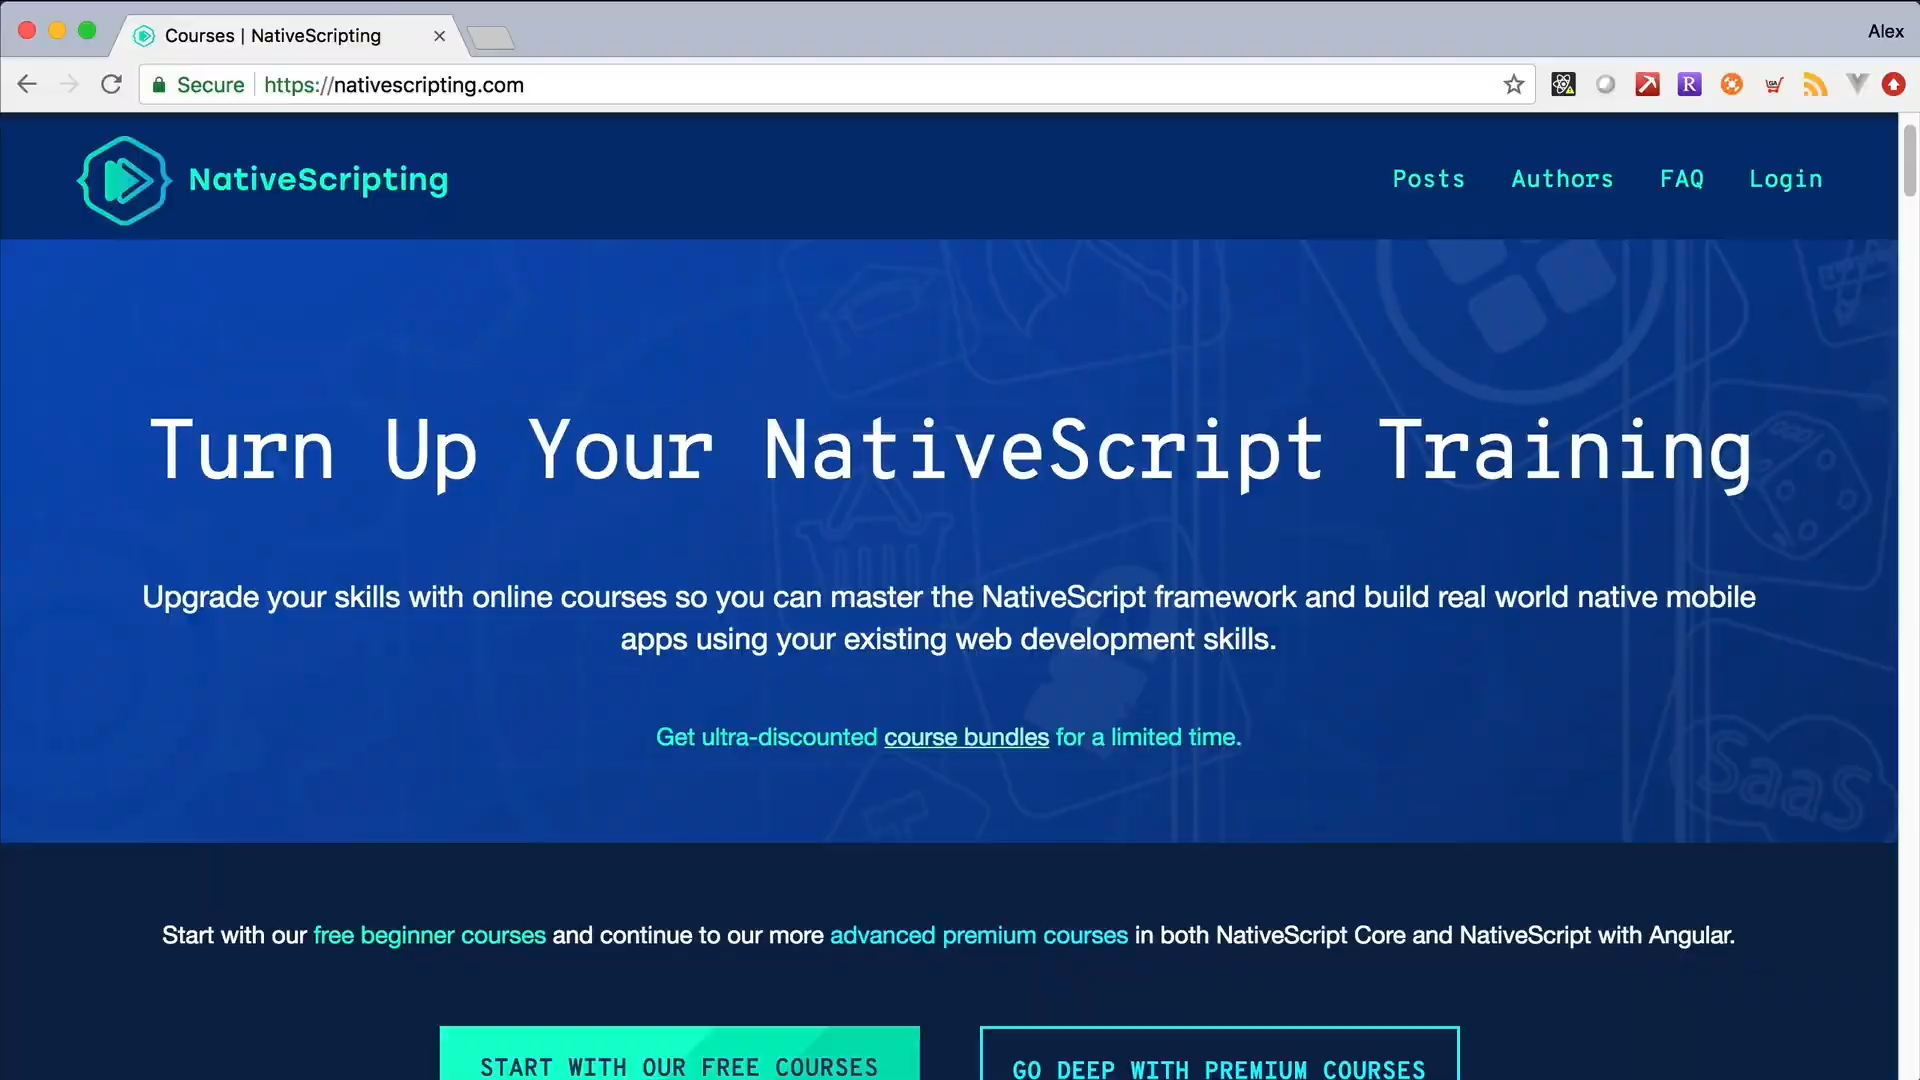 Courses | NativeScripting
Alex
Secure
https://nativescripting.com
NativeScripting
Posts
Authors
FAQ
Login
Turn Up Your NativeScript Training
Upgrade your skills with online courses so you can master the NativeScript framework and build real world native mobile
apps using your existing web development skills.
Get ultra-discounted course bundles for a limited time.
SaaS
Start with our free beginner courses and continue to our more advanced premium courses in both NativeScript Core and NativeScript with Angular.
START WITH OUR FREE COURSES
GO DEEP WITH PREMIUM COURSES